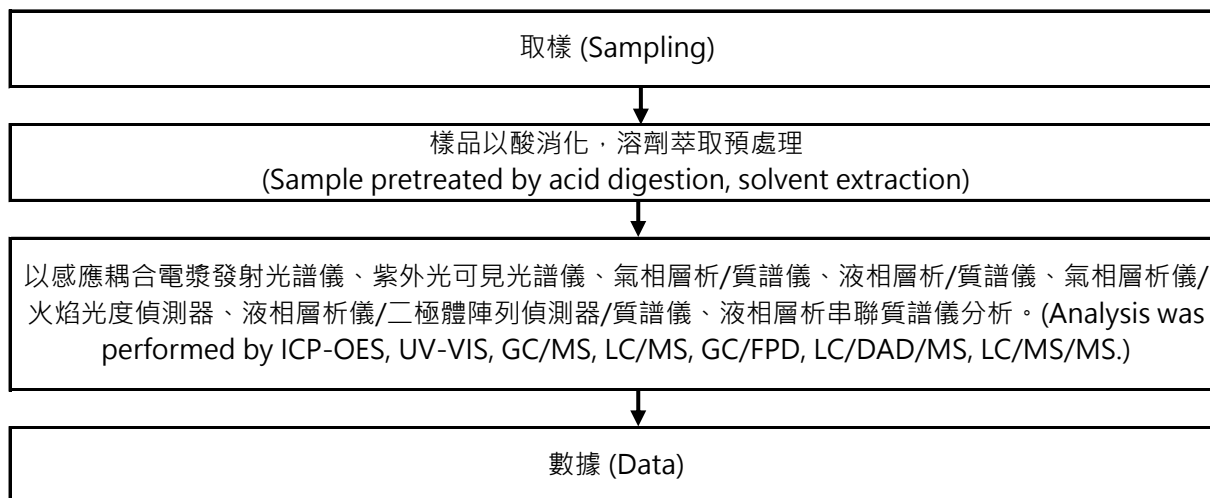 取樣 (Sampling)
樣品以酸消化，溶劑萃取預處理
(Sample pretreated by acid digestion, solvent extraction)
以感應耦合電漿發射光譜儀、紫外光可見光譜儀、氣相層析/質譜儀、液相層析/質譜儀、氣相層析儀/
火焰光度偵測器、液相層析儀/二極體陣列偵測器/質譜儀、液相層析串聯質譜儀分析。(Analysis was
performed by ICP-OES, UV-VIS, GC/MS, LC/MS, GC/FPD, LC/DAD/MS, LC/MS/MS.)
數據 (Data)